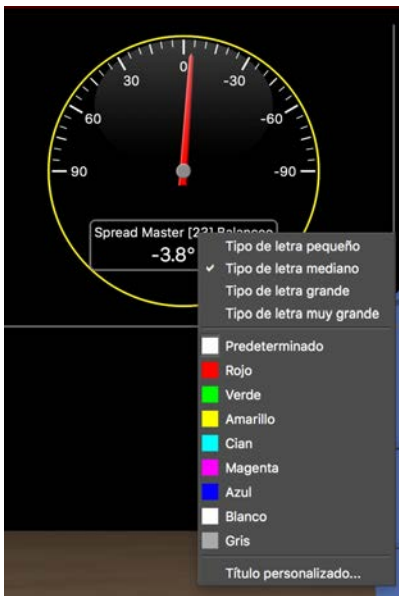 0
30
-30
60
-60
90
-90
Spread Master [23] Balanceo
-3.8°
Tipo de letra pequeño
✓ Tipo de letra mediano
Tipo de letra grande
Tipo de letra muy grande
Predeterminado
Rojo
Verde
Amarillo
Cian
Magenta
Azul
Blanco
Gris
Título personalizado...